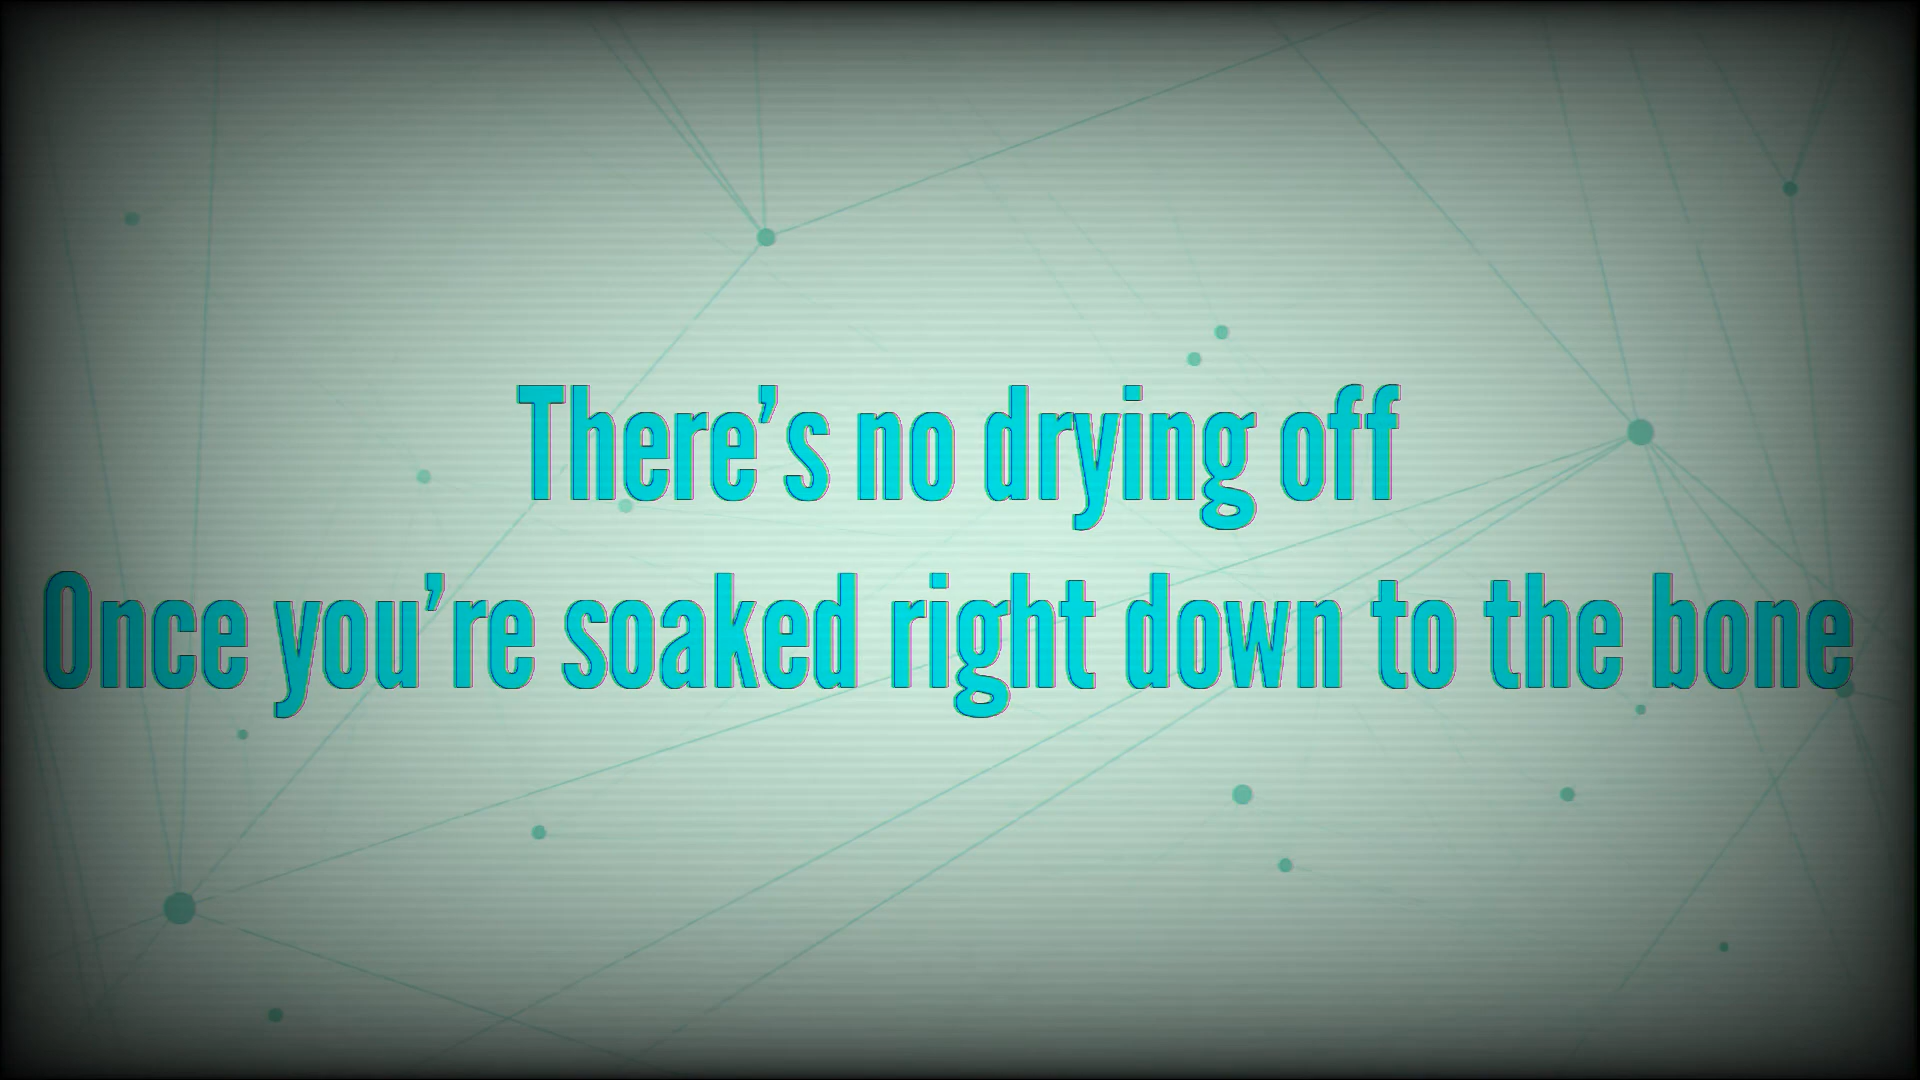 There’s no drying off
Once you’re soaked right down to the bone